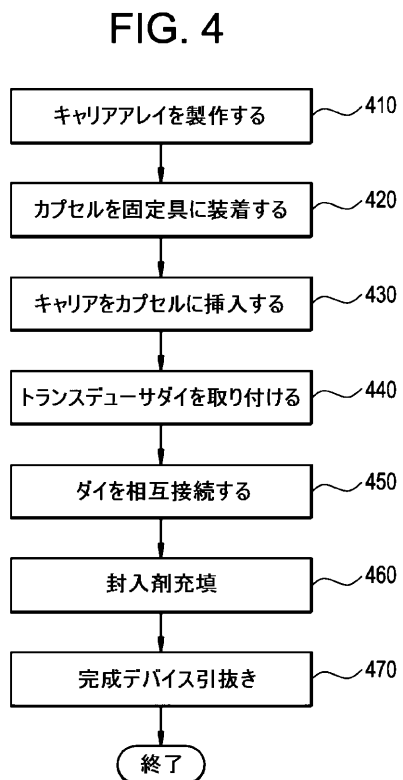 FIG. 4
キャリアアレイを製作する
410
カプセルを固定具に装着する
420
キャリアをカプセルに挿入する
430
トランスデューサダイを取り付ける
440
ダイを相互接続する
450
封入剤充填
460
完成デバイス引抜き
470
終了